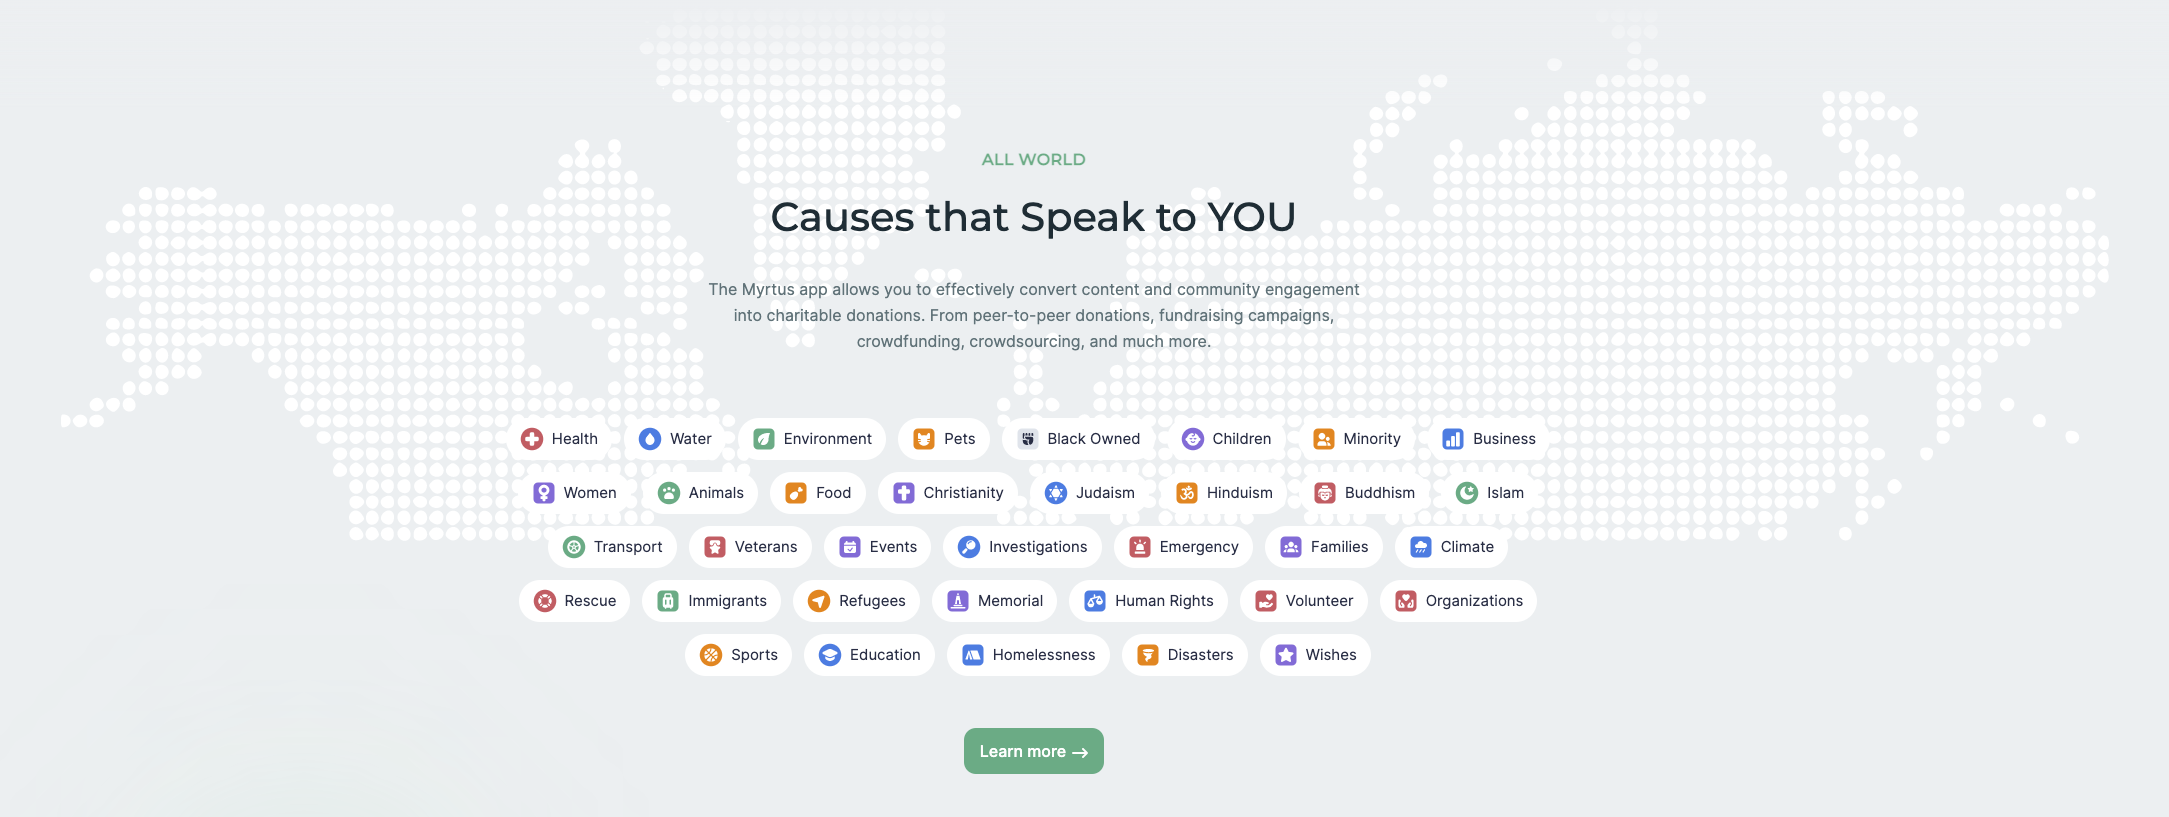 ALL WORLD
Causes that Speak to YOU
The Myrtus app allows you to effectively convert content and community engagement
into charitable donations. From peer-to-peer donations, fundraising campaigns,
crowdfunding, crowdsourcing, and much more.
Health Water Environment Pets Black Owned Children Minority Business
Women Animals Food Christianity Judaism Hinduism Buddhism Islam
Transport Veterans Events Investigations Emergency Families Climate
Rescue Immigrants Refugees Memorial Human Rights Volunteer Organizations
Sports Education Homelessness Disasters Wishes
Learn more →